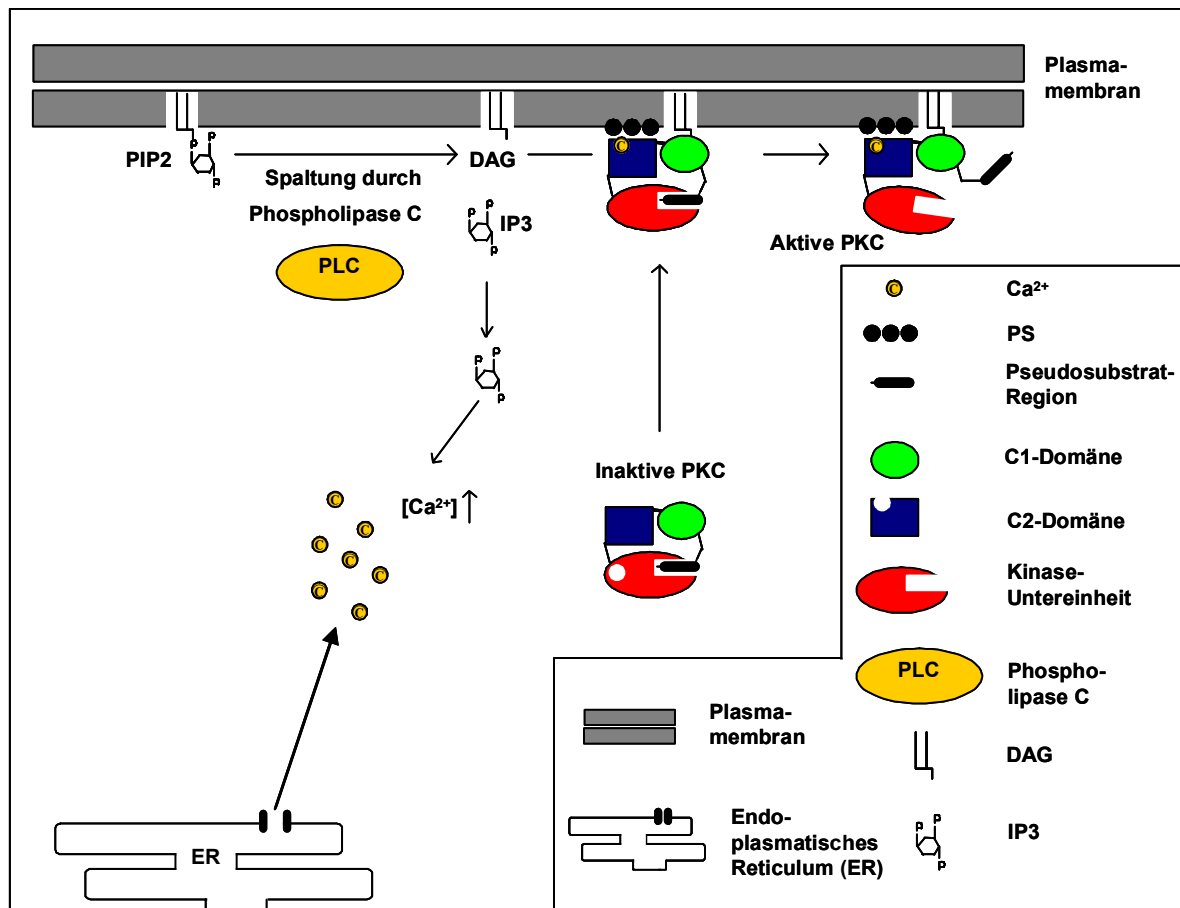 Plasma-
membran
PIP2
p
p
p
DAG
Spaltung durch
Phospholipase C
PLC
p
p
p
IP3
C
C
Aktive PKC
p
p
p
[Ca²⁺]
Inaktive PKC
C
C
C
C
C
C
C
ER
C
Ca²⁺
PS
Pseudosubstrat-
Region
C1-Domäne
C2-Domäne
Kinase-
Untereinheit
PLC
Phospho-
lipase C
Plasma-
membran
DAG
Endo-
plasmatisches
Reticulum (ER)
p
p
p
IP3